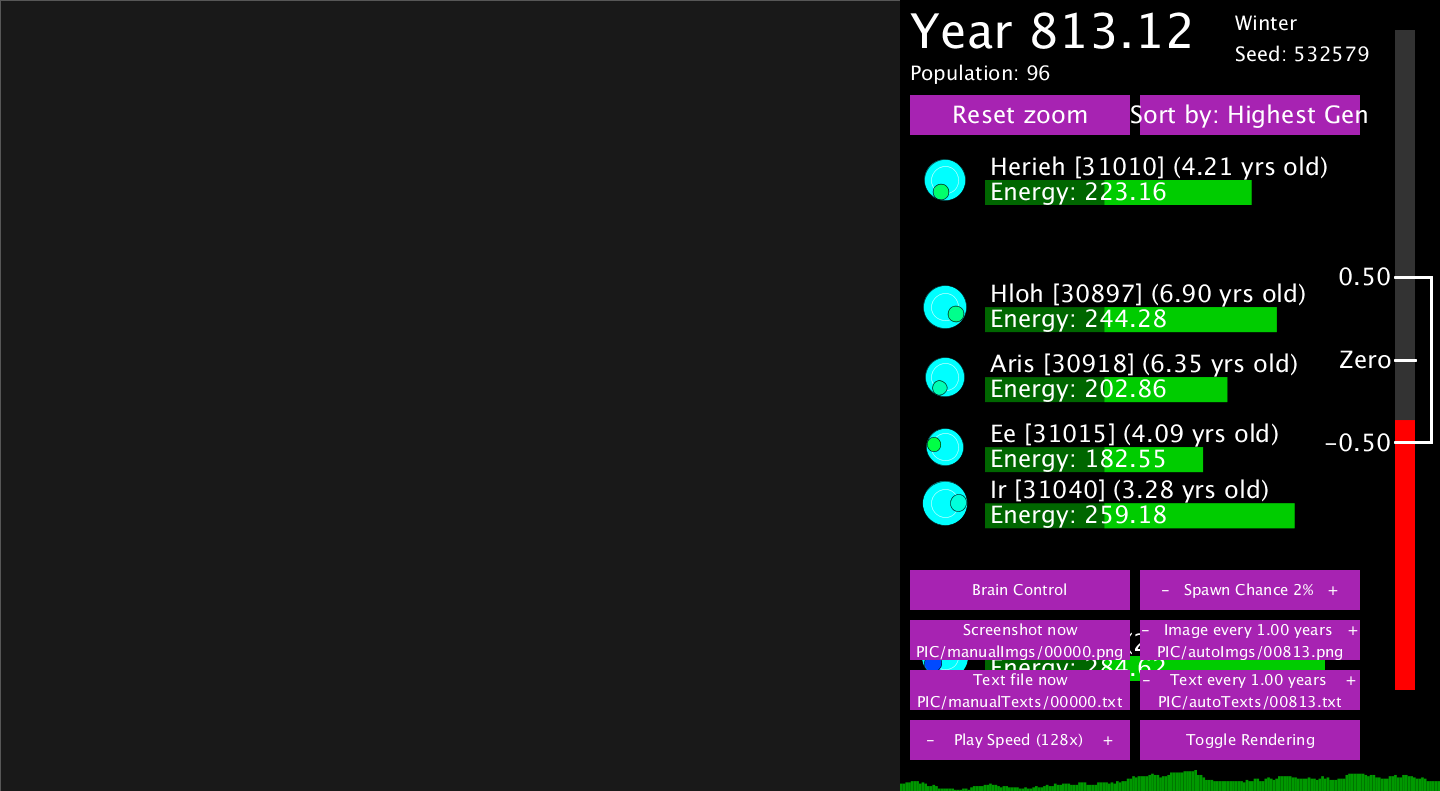 Year 813.12
Winter
Seed: 532579
Population: 96
Reset zoom
Sort by: Highest Gen
Herieh [31010] (4.21 yrs old)
Energy: 223.16
0.50
Hloh [30897] (6.90 yrs old)
Energy: 244.28
Zero
Aris [30918] (6.35 yrs old)
Energy: 202.86
-0.50
Ee [31015] (4.09 yrs old)
Energy: 182.55
Ir [31040] (3.28 yrs old)
Energy: 259.18
Brain Control
- Spawn Chance 2% +
Screenshot now
PIC/manualImgs/00000.png
- Image every 1.00 years +
PIC/autoImgs/00813.png
Energy: 284.62
Text file now
PIC/manualTexts/00000.txt
- Text every 1.00 years +
PIC/autoTexts/00813.txt
- Play Speed (128x) +
Toggle Rendering